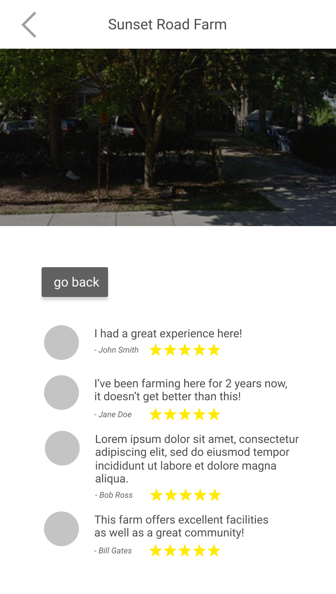 Sunset Road Farm
go back
I had a great experience here!
- John Smith
I’ve been farming here for 2 years now,
it doesn’t get better than this!
- Jane Doe
Lorem ipsum dolor sit amet, consectetur
adipiscing elit, sed do eiusmod tempor
incididunt ut labore et dolore magna
aliqua.
- Bob Ross
This farm offers excellent facilities
as well as a great community!
- Bill Gates